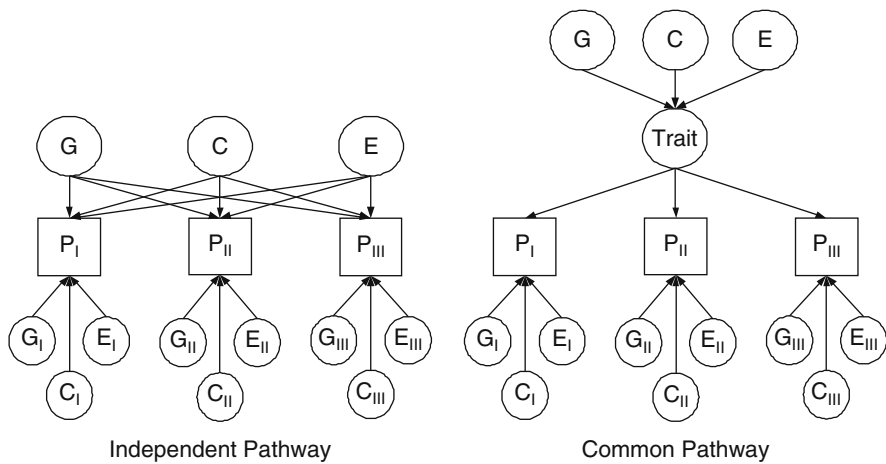 G C E
Trait
G C E
P_I P_II P_III
G_I E_I G_II E_II G_III E_III
C_I C_II C_III
Independent Pathway
P_I P_II P_III
G_I E_I G_II E_II G_III E_III
C_I C_II C_III
Common Pathway